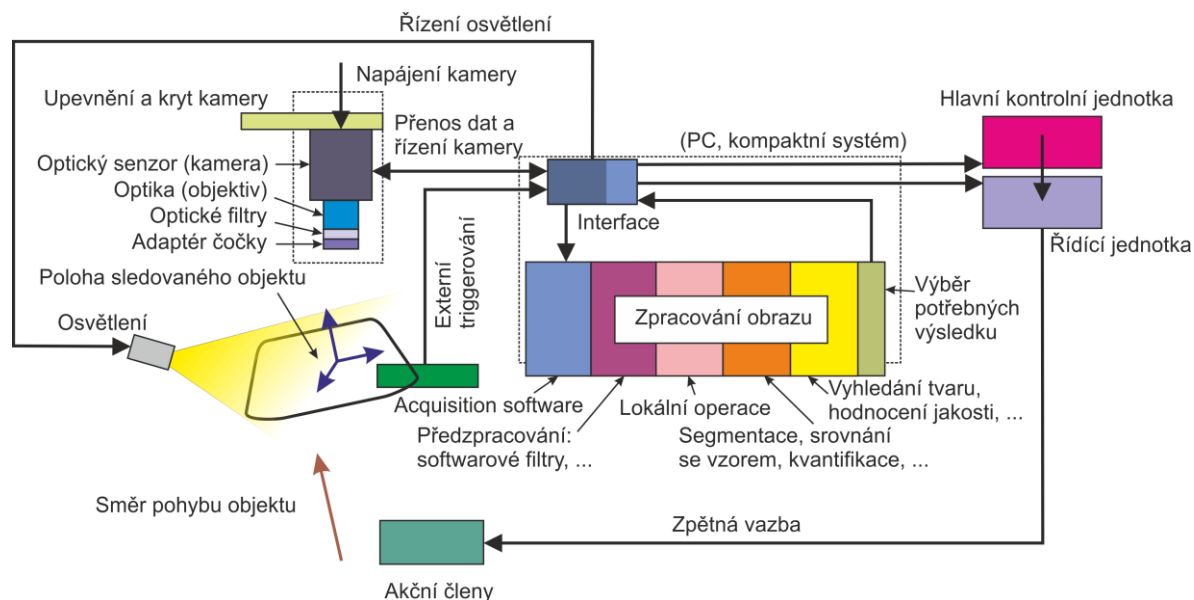 Řízení osvětlení
Napájení kamery
Upevnění a kryt kamery
Hlavní kontrolní jednotka
Přenos dat a
řízení kamery
(PC, kompaktní systém)
Optický senzor (kamera)
Optika (objektiv)
Optické filtry
Adaptér čočky
Interface
Řídící jednotka
Poloha sledovaného objektu
Externí
triggerování
Osvětlení
Zpracování obrazu
Výběr
potřebných
výsledku
Acquisition software
Předzpracování:
softwarové filtry, ...
Lokální operace
Segmentace, srovnání
se vzorem, kvantifikace, ...
Vyhledání tvaru,
hodnocení jakosti, ...
Směr pohybu objektu
Zpětná vazba
Akční členy